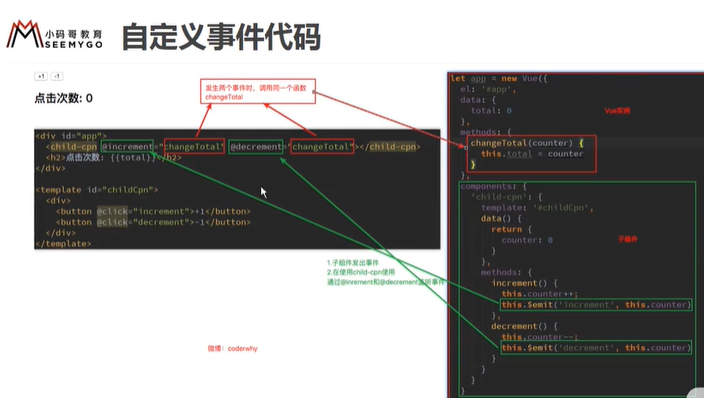 小码哥教育
SEEMYGO
自定义事件代码
+1 -1
点击次数: 0
发生两个事件时, 调用同一个函数
changeTotal
<div id="app">
<child-cpn @increment="changeTotal" @decrement="changeTotal"></child-cpn>
<h2>点击次数: {{total}}</h2>
</div>
<template id="childCpn">
<div>
<button @click="increment">+1</button>
<button @click="decrement">-1</button>
</div>
</template>
1.子组件发出事件
2.在使用child-cpn使用
通过@inrement和@decrement监听事件
微博：coderwhy
let app = new Vue({
el: '#app',
data: {
total: 0
},
Vue实例
methods: {
changeTotal(counter) {
this.total = counter
}
},
components: {
'child-cpn': {
template: '#childCpn',
data() {
return {
counter: 0
}
},
子组件
methods: {
increment() {
this.counter++;
this.$emit('increment', this.counter)
},
decrement() {
this.counter--;
this.$emit('decrement', this.counter)
}
}
}
}